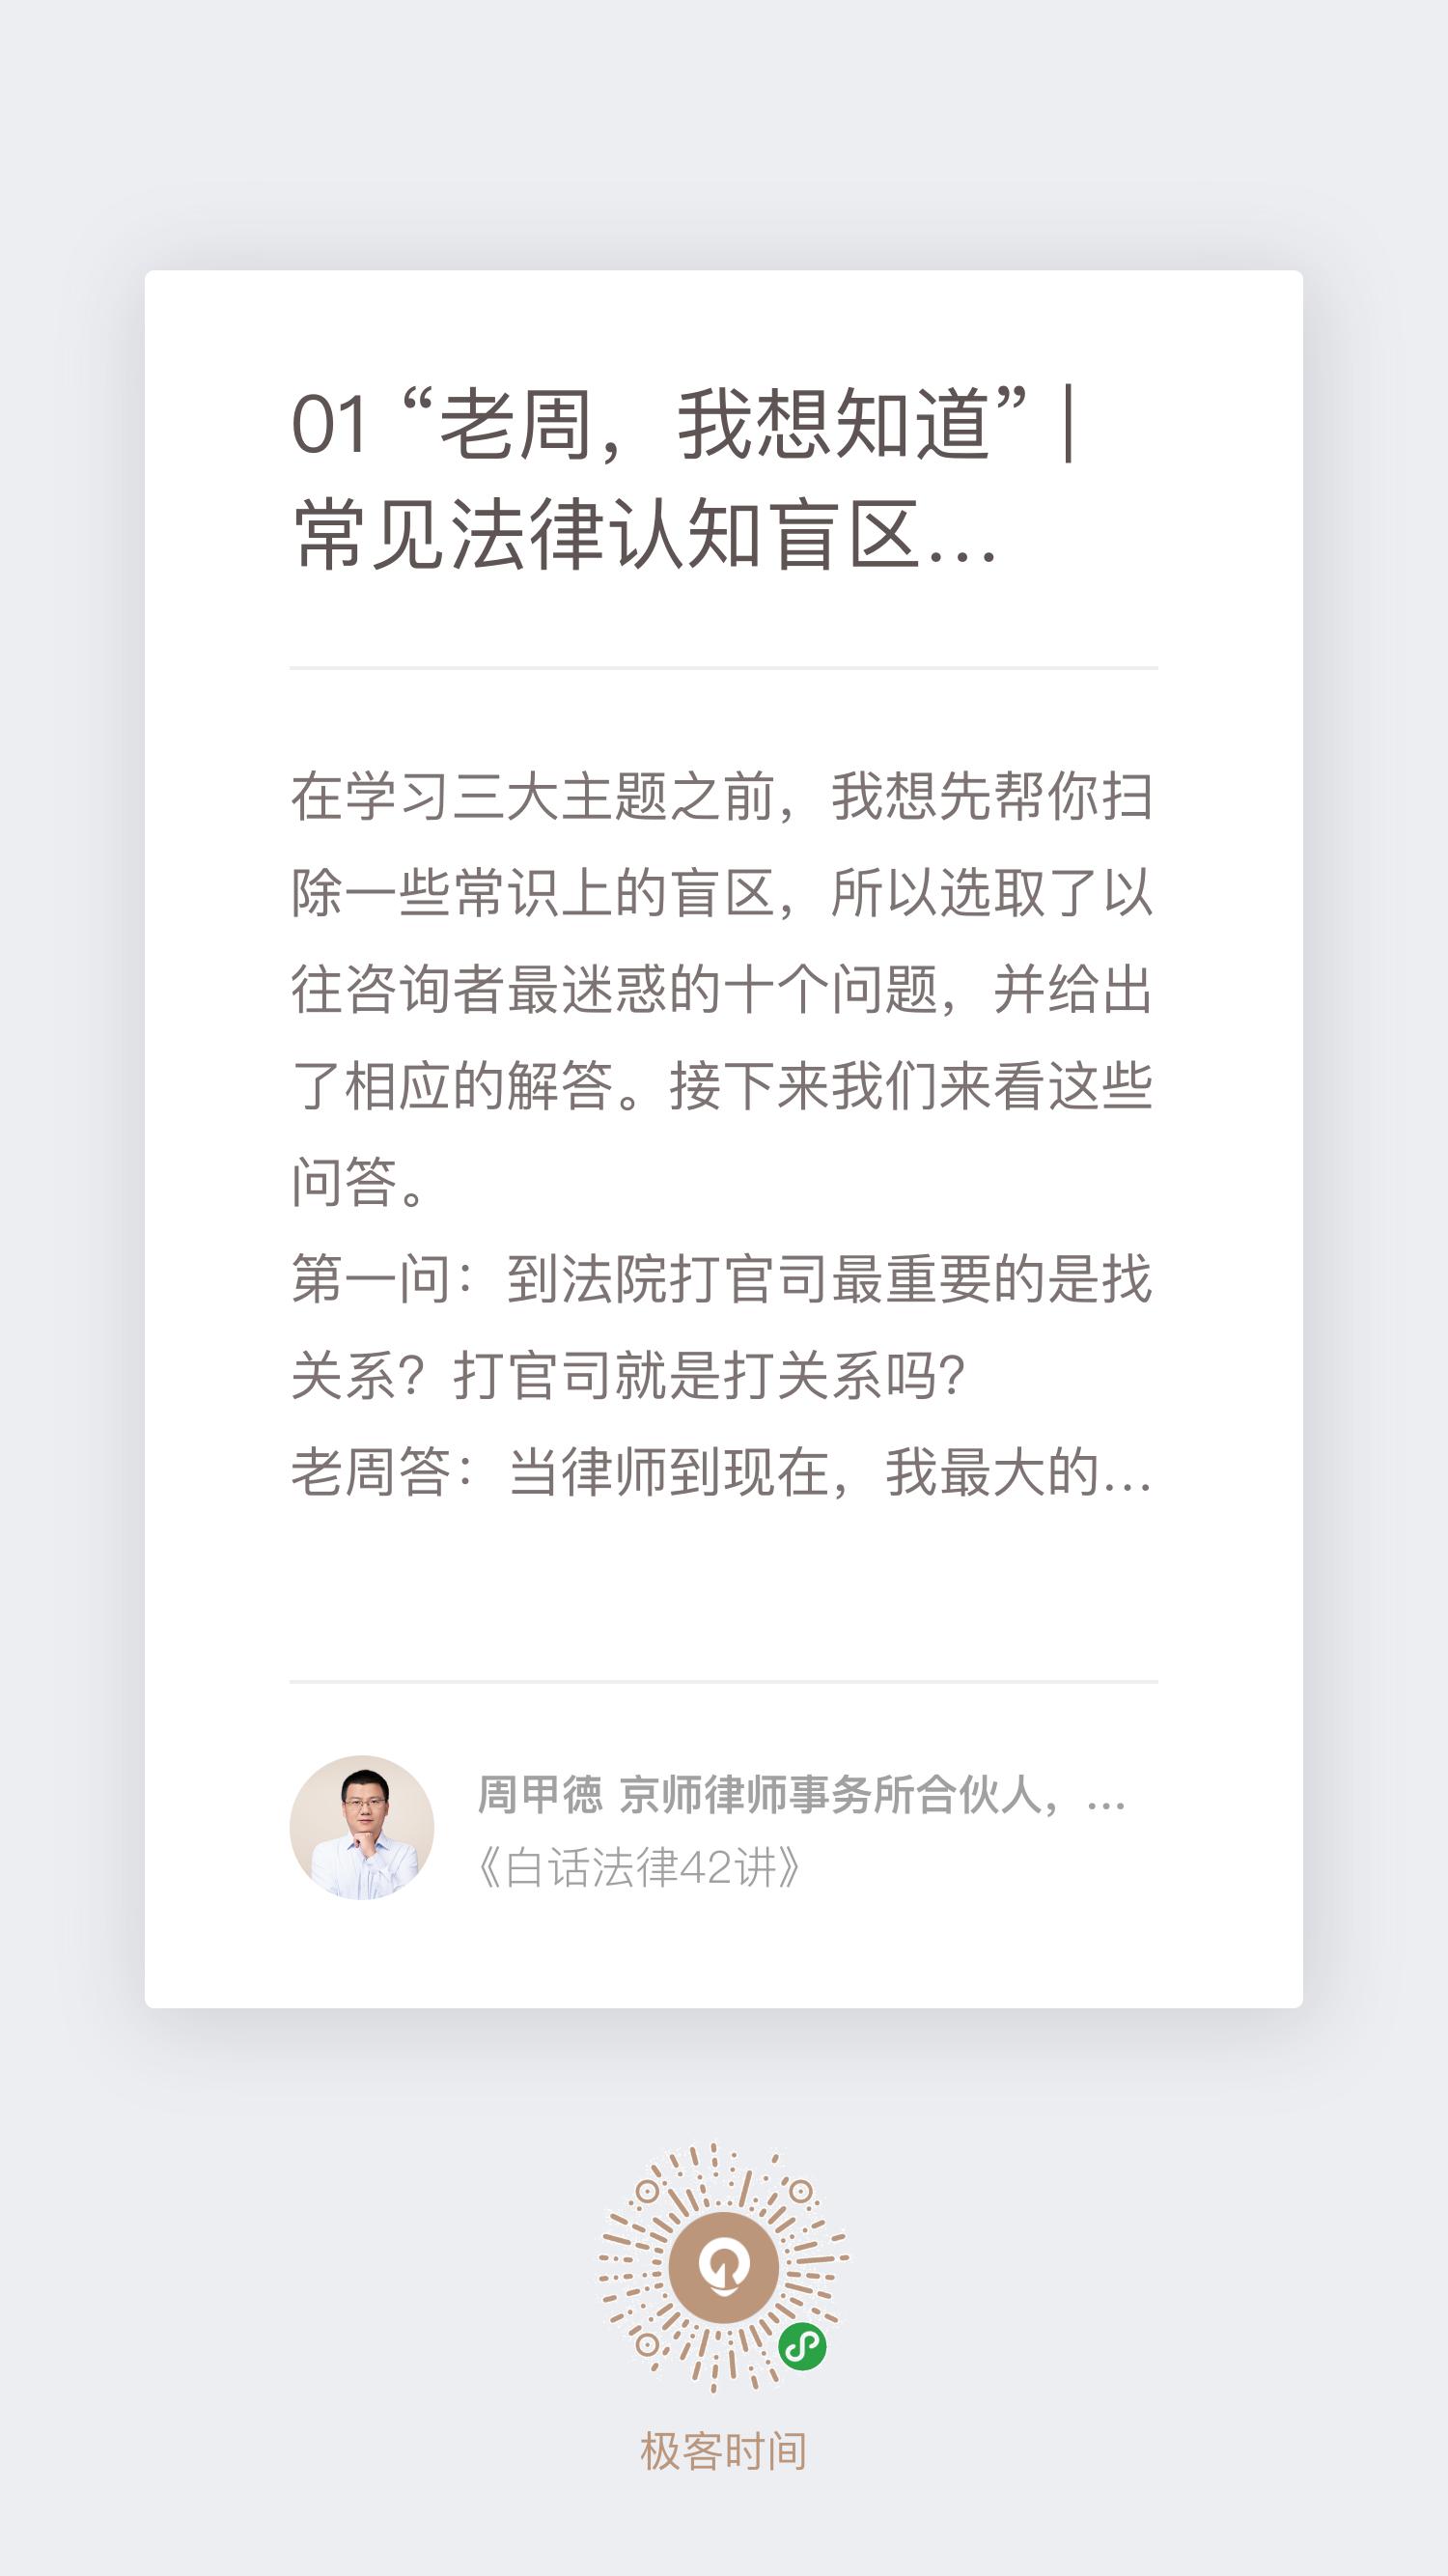 01 “老周，我想知道” |
常见法律认知盲区…
在学习三大主题之前，我想先帮你扫
除一些常识上的盲区，所以选取了以
往咨询者最迷惑的十个问题，并给出
了相应的解答。接下来我们来看这些
问答。
第一问：到法院打官司最重要的是找
关系？打官司就是打关系吗？
老周答：当律师到现在，我最大的…
周甲德 京师律师事务所合伙人，…
《白话法律42讲》
极客时间